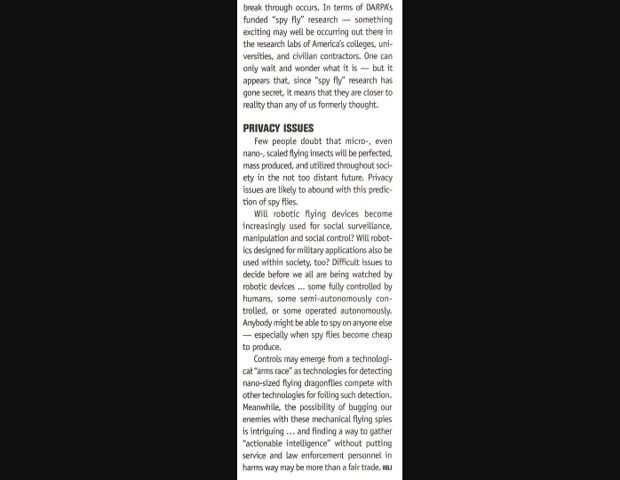 break through occurs. In terms of DARPA's
funded "spy fly" research — something
exciting may well be occurring out there in
the research labs of America's colleges, uni-
versities, and civilian contractors. One can
only wait and wonder what it is — but it
appears that, since "spy fly" research has
gone secret, it means that they are closer to
reality than any of us formerly thought.
PRIVACY ISSUES
Few people doubt that micro-, even
nano-, scaled flying insects will be perfected,
mass produced, and utilized throughout soci-
ety in the not too distant future. Privacy
issues are likely to abound with this predic-
tion of spy flies.
Will robotic flying devices become
increasingly used for social surveillance,
manipulation and social control? Will robot-
ics designed for military applications also be
used within society, too? Difficult issues to
decide before we all are being watched by
robotic devices ... some fully controlled by
humans, some semi-autonomously con-
trolled, or some operated autonomously.
Anybody might be able to spy on anyone else
— especially when spy flies become cheap
to produce.
Controls may emerge from a technologi-
cal "arms race" as technologies for detecting
nano-sized flying dragonflies compete with
other technologies for foiling such detection.
Meanwhile, the possibility of bugging our
enemies with these mechanical flying spies
is intriguing ... and finding a way to gather
"actionable intelligence" without putting
service and law enforcement personnel in
harms way may be more than a fair trade.